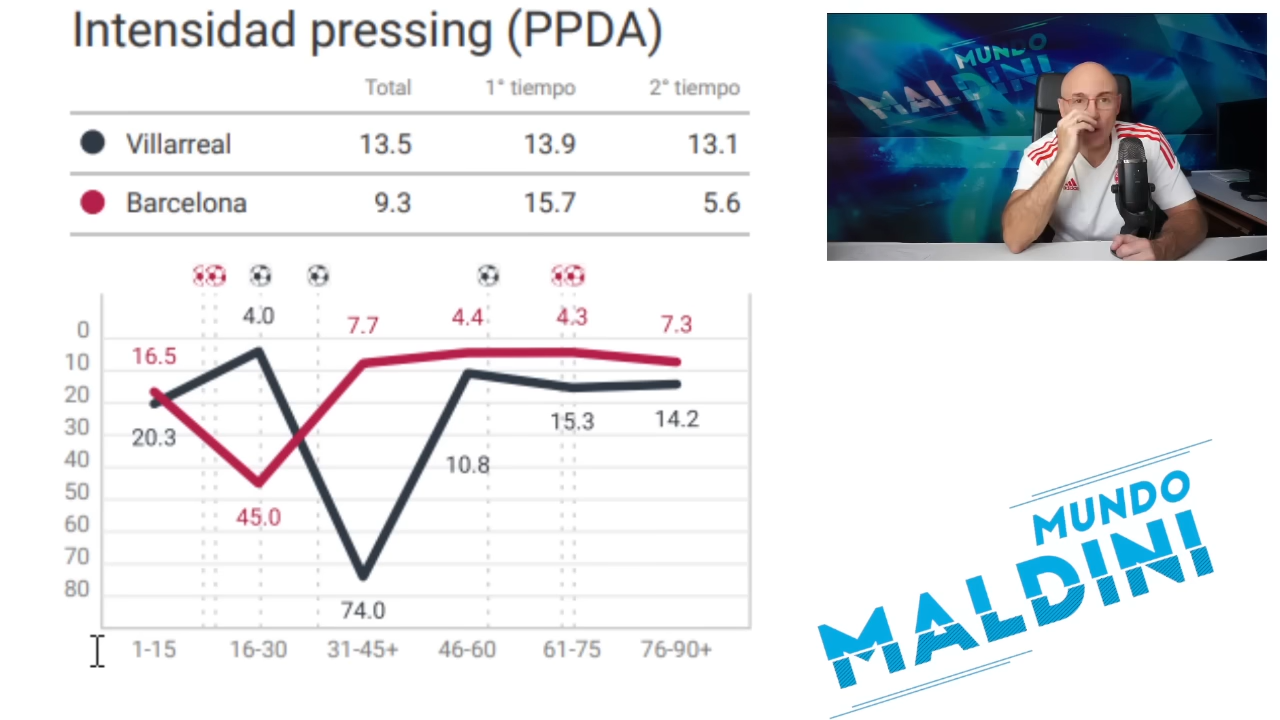 Intensidad pressing (PPDA)
Total 1° tiempo 2° tiempo
Villarreal 13.5 13.9 13.1
Barcelona 9.3 15.7 5.6
4.0 7.7 4.4 4.3 7.3
0
16.5
10
20
20.3 15.3 14.2
30
40
10.8
50
45.0
60
70
80
74.0
1-15 16-30 31-45+ 46-60 61-75 76-90+
MUNDO
MALDINI
MUNDO
MALDINI